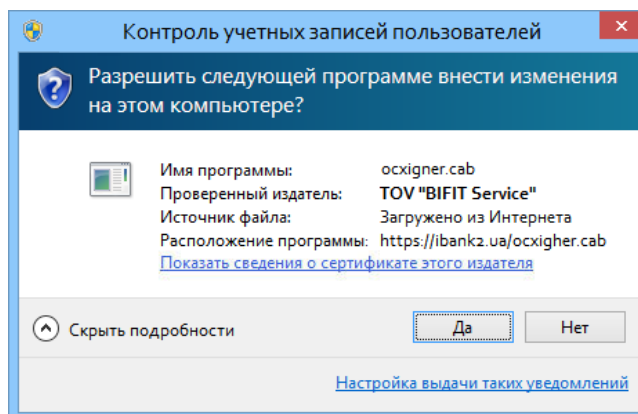 Контроль учетных записей пользователей
Разрешить следующей программе внести изменения
на этом компьютере?
Имя программы: ocxigner.cab
Проверенный издатель: TOV "BIFIT Service"
Источник файла: Загружено из Интернета
Расположение программы: https://ibank2.ua/ocxigher.cab
Показать сведения о сертификате этого издателя
Скрыть подробности
Да
Нет
Настройка выдачи таких уведомлений